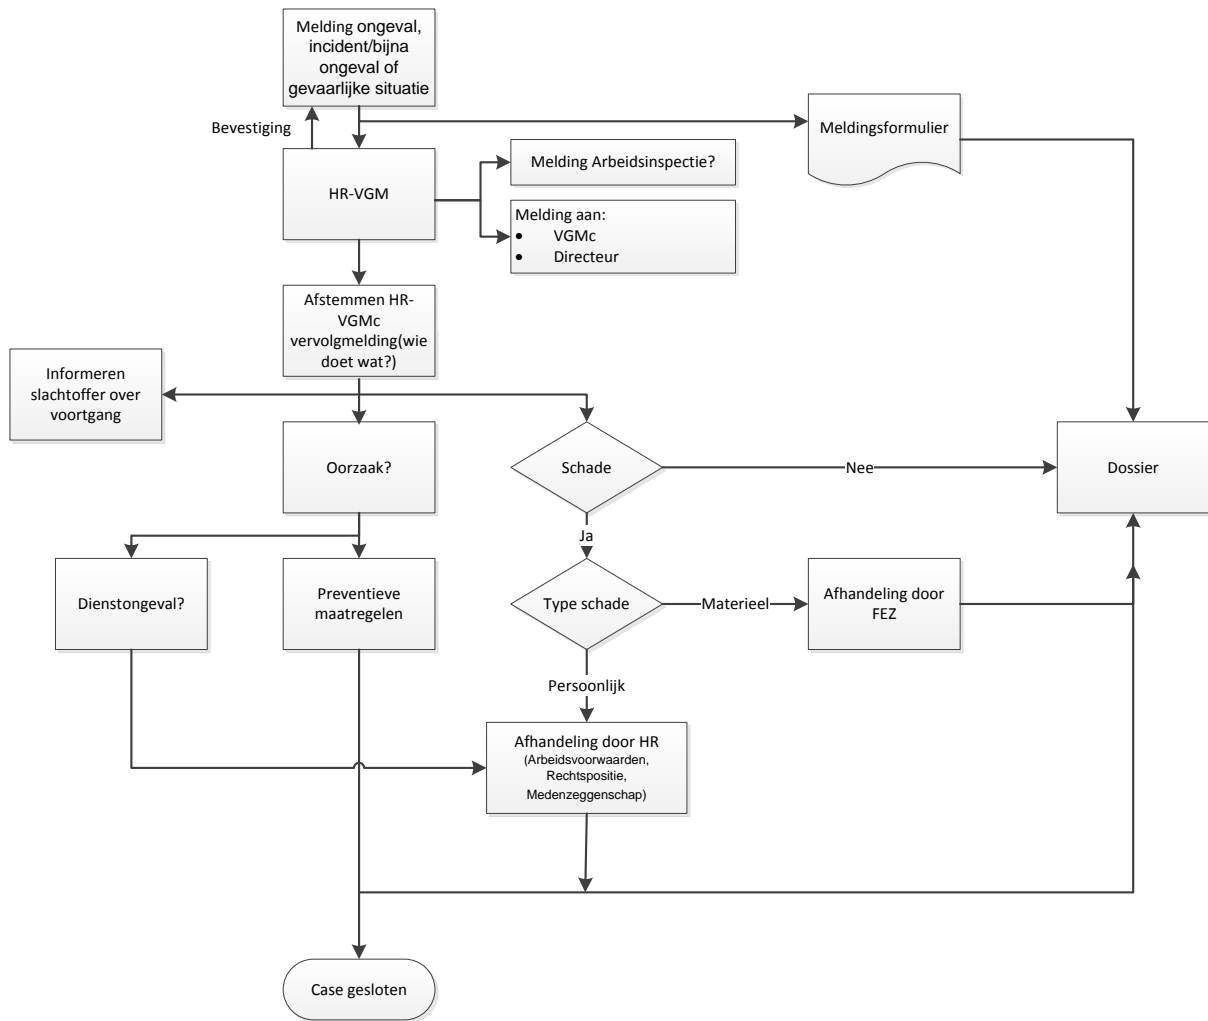 Melding ongeval,
incident/bijna
ongeval of
gevaarlijke situatie
Bevestiging
Meldingsformulier
Melding Arbeidsinspectie?
HR-VGM
Melding aan:
• VGMc
• Directeur
Afstemmen HR-
VGMc
vervolgmelding(wie
doet wat?)
Informeren
slachtoffer over
voortgang
Oorzaak?
Schade
Nee
Dossier
Ja
Dienstongeval?
Preventieve
maatregelen
Type schade
Materieel
Afhandeling door
FEZ
Persoonlijk
Afhandeling door HR
(Arbeidsvoorwaarden,
Rechtspositie,
Medenzeggenschap)
Case gesloten